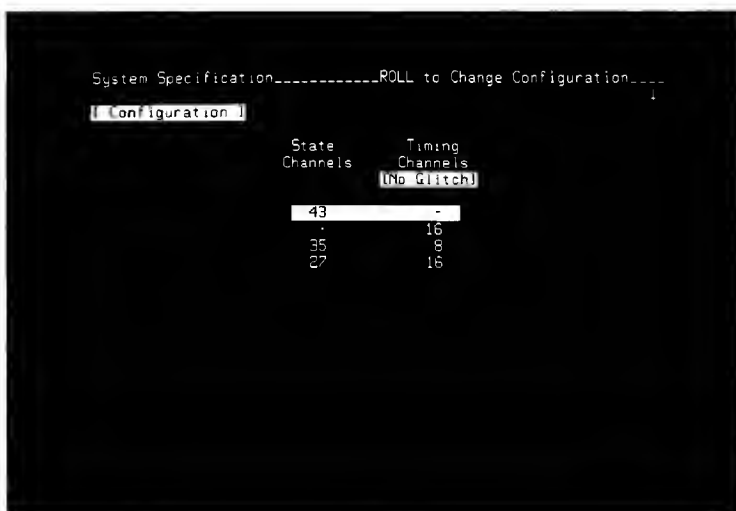 System Specification____________ROLL to Change Configuration____
↓
[ Configuration ]
State Timing
Channels Channels
[No Glitch]
43 -
- 16
35 8
27 16